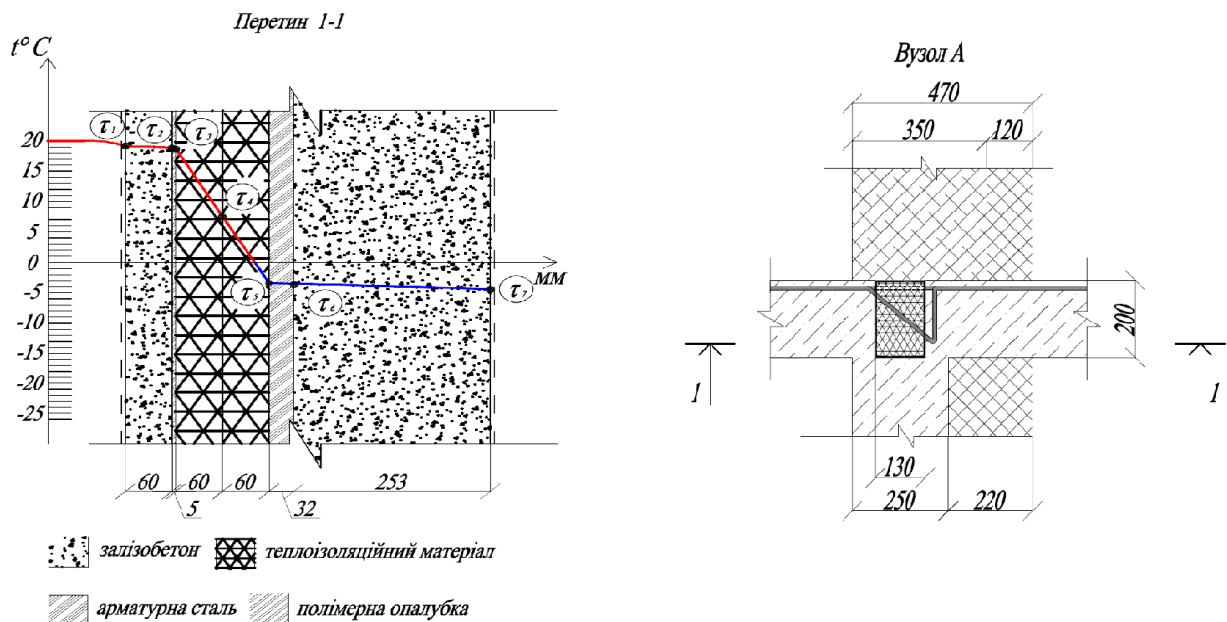 Перетин 1-1
t° C
τ₁
τ₂
τ₃
20
15
10
5
0
-5
-10
-15
-20
-25
τ₄
мм
τ₅
τ₆
τ₇
60
60
60
253
5
32
залізобетон
теплоізоляційний матеріал
арматурна сталь
полімерна опалубка
Вузол А
470
350
120
200
1
1
130
250
220